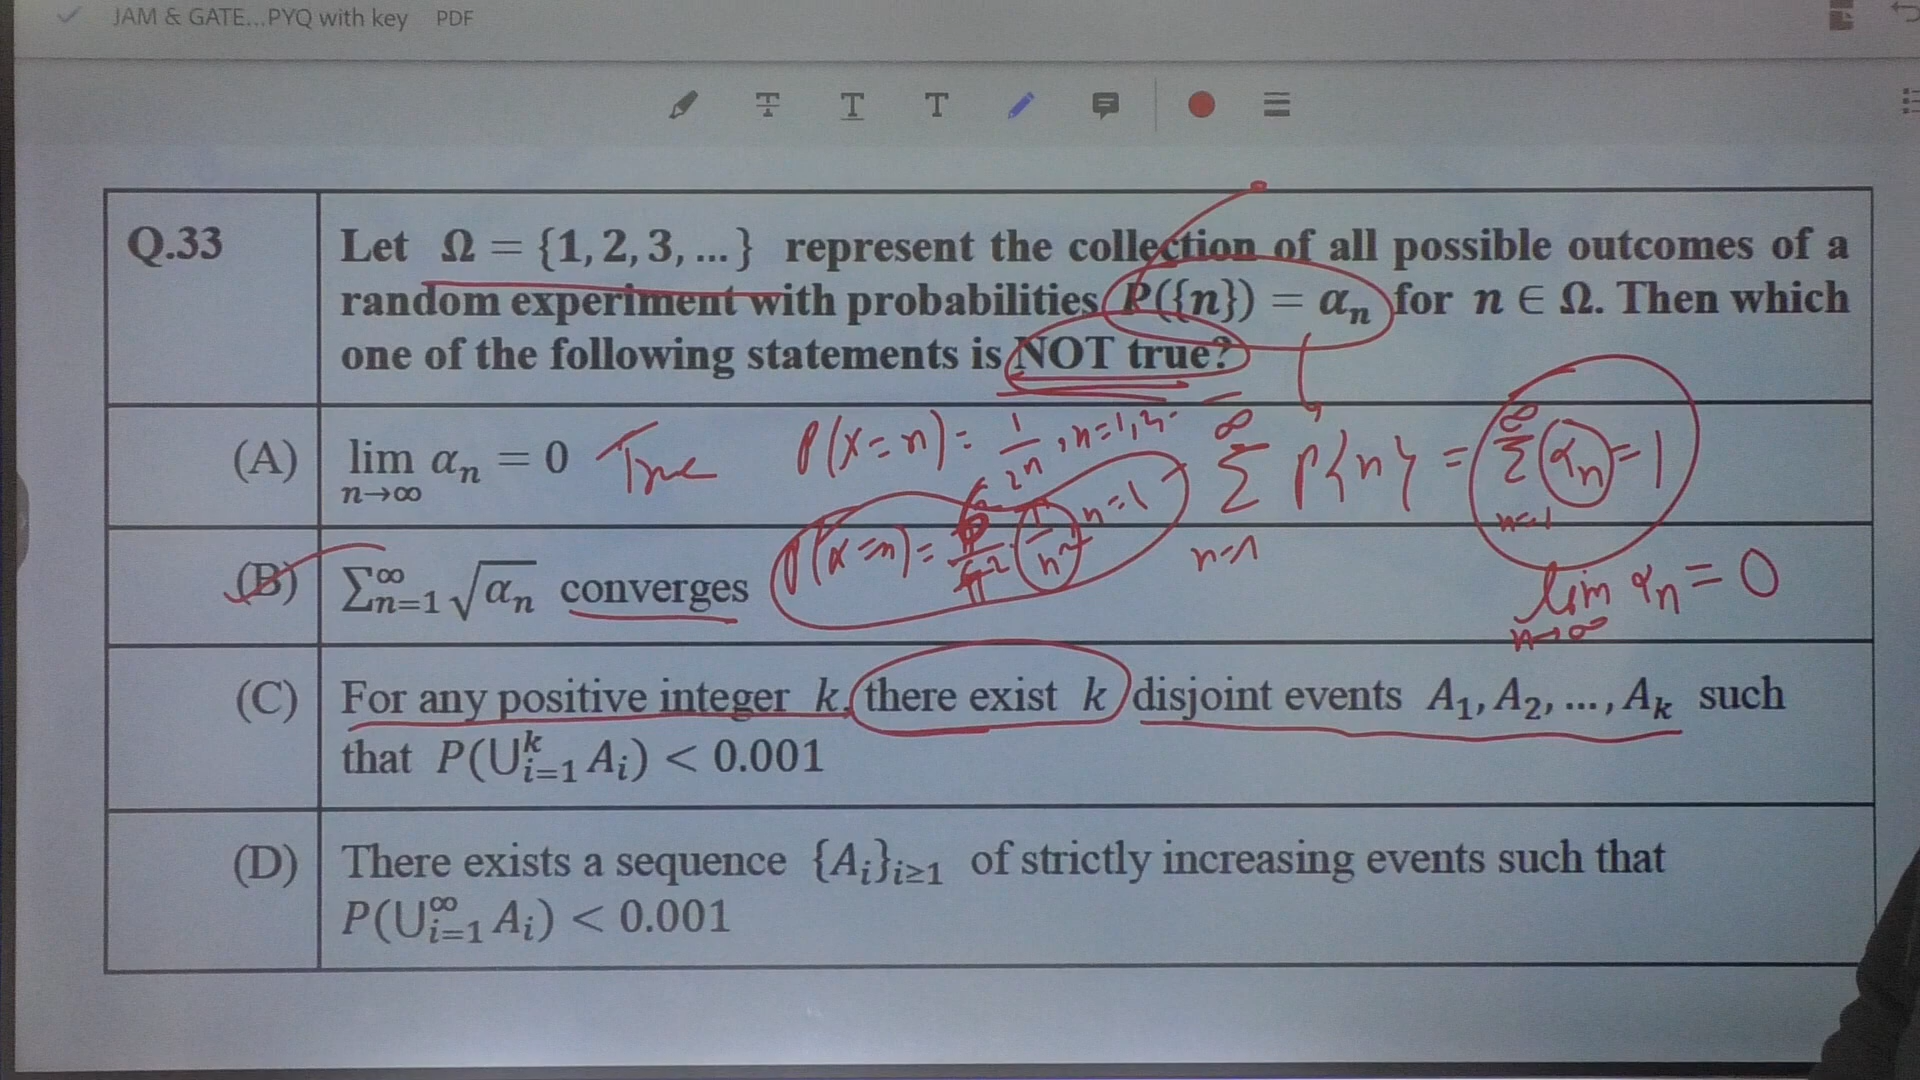 JAM & GATE...PYQ with key PDF
Q.33 Let Ω = {1, 2, 3, ...} represent the collection of all possible outcomes of a
random experiment with probabilities P({n}) = αn for n ∈ Ω. Then which
one of the following statements is NOT true?
(A) lim n→∞ αn = 0 True P(X=n) = 1/2^n , n=1,2.. ∞ Σ n=1 P{n} = ∞ Σ n=1 αn = 1
(B) Σ∞n=1 √αn converges P(X=n) = 6/π² · 1/n² n=1
lim n→∞ αn = 0
(C) For any positive integer k, there exist k disjoint events A1, A2, ..., Ak such
that P(∪ki=1 Ai) < 0.001
(D) There exists a sequence {Ai}i≥1 of strictly increasing events such that
P(∪∞i=1 Ai) < 0.001